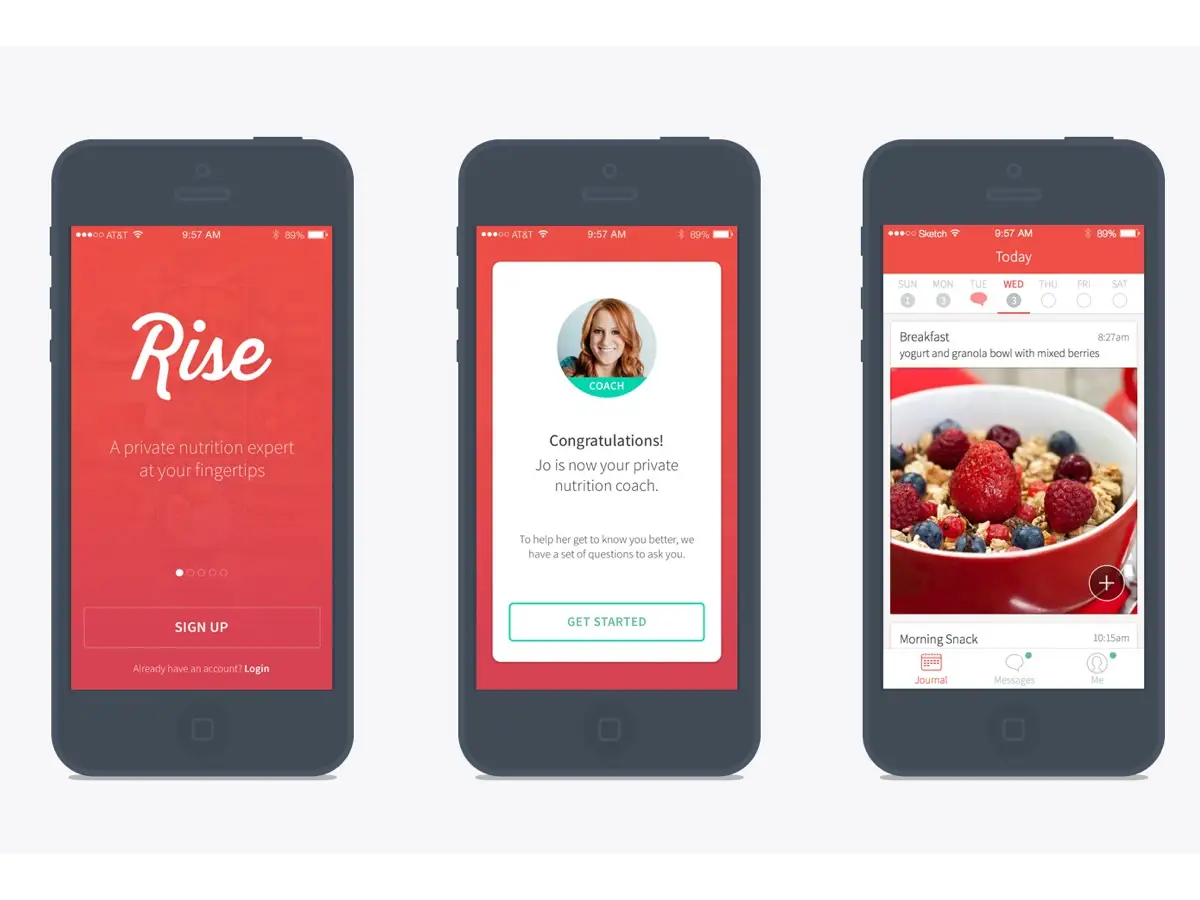 AT&T 9:57 AM 89%
Rise
A private nutrition expert
at your fingertips
SIGN UP
Already have an account? Login
AT&T 9:57 AM 89%
COACH
Congratulations!
Jo is now your private
nutrition coach.
To help her get to know you better, we
have a set of questions to ask you.
GET STARTED
Sketch 9:57 AM 89%
Today
SUN MON TUE WED THU FRI SAT
1 3 3
Breakfast 8:27am
yogurt and granola bowl with mixed berries
Morning Snack 10:15am
Journal Messages Me